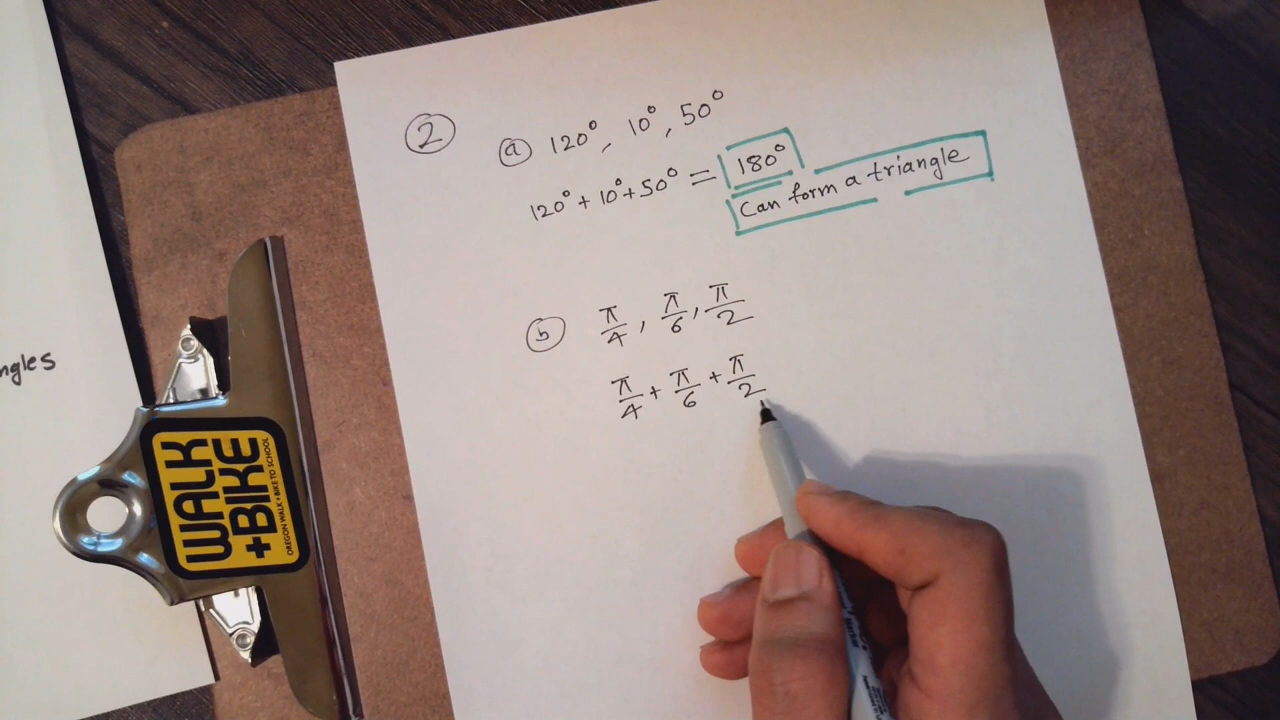 2
a 120°, 10°, 50°
120° + 10° + 50° = 180°
Can form a triangle
b π/4, π/6, π/2
π/4 + π/6 + π/2
ngles
WALK
+BIKE
OREGON WALK + BIKE TO SCHOOL